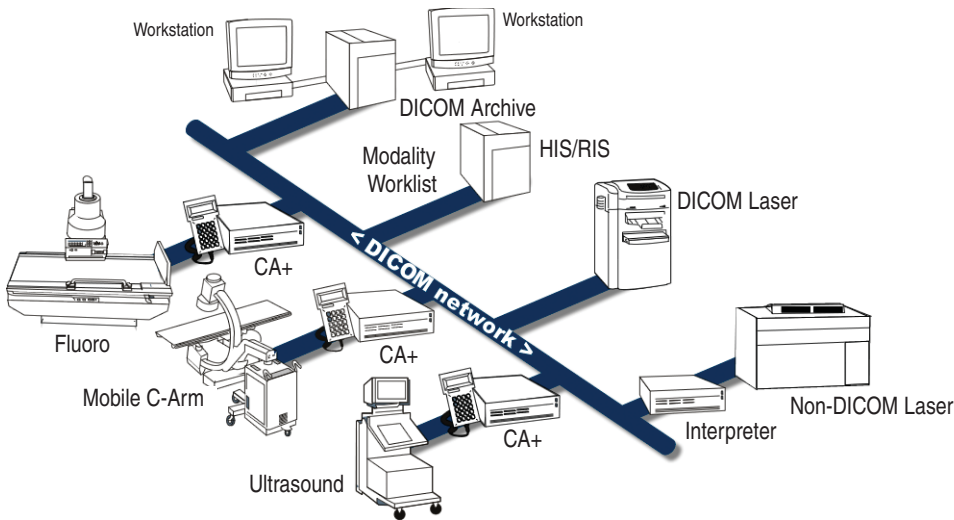 Workstation
Workstation
DICOM Archive
Modality
Worklist
HIS/RIS
DICOM Laser
CA+
< DICOM network >
Fluoro
CA+
Mobile C-Arm
CA+
Non-DICOM Laser
Interpreter
Ultrasound